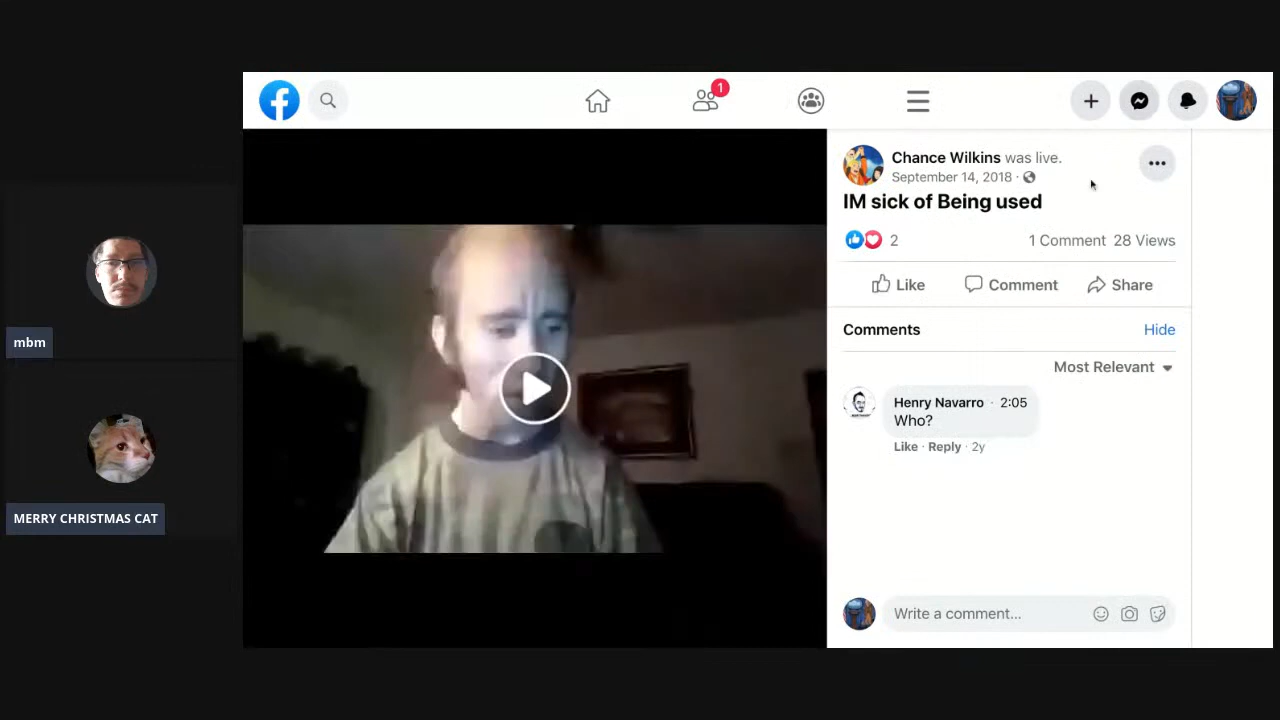 1
Chance Wilkins was live.
September 14, 2018 ·
IM sick of Being used
2
1 Comment 28 Views
Like Comment Share
Comments
Hide
Most Relevant
Henry Navarro · 2:05
Who?
Like · Reply · 2y
Write a comment...
mbm
MERRY CHRISTMAS CAT